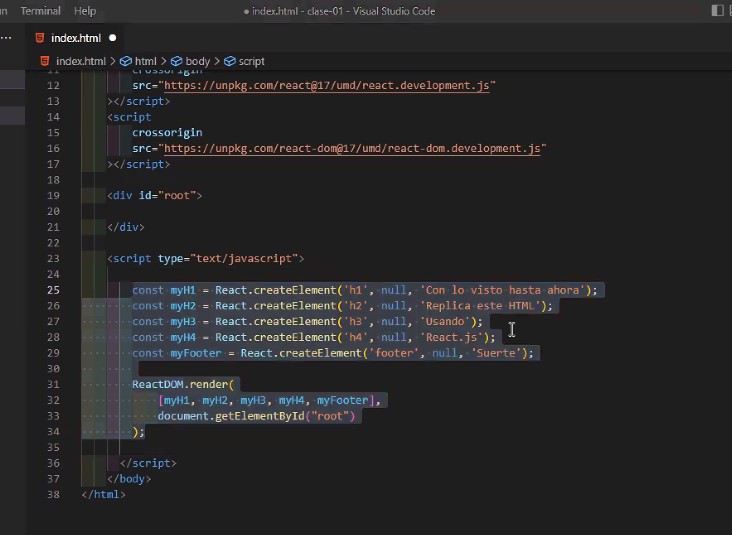 Terminal Help
● index.html - clase-01 - Visual Studio Code
...
index.html ●
index.html > html > body > script
11 crossorigin
12 src="https://unpkg.com/react@17/umd/react.development.js"
13 ></script>
14 <script
15 crossorigin
16 src="https://unpkg.com/react-dom@17/umd/react-dom.development.js"
17 ></script>
18
19 <div id="root">
20
21 </div>
22
23 <script type="text/javascript">
24
25 const myH1 = React.createElement('h1', null, 'Con lo visto hasta ahora');
26 const myH2 = React.createElement('h2', null, 'Replica este HTML');
27 const myH3 = React.createElement('h3', null, 'Usando');
28 const myH4 = React.createElement('h4', null, 'React.js');
29 const myFooter = React.createElement('footer', null, 'Suerte');
30
31 ReactDOM.render(
32 [myH1, myH2, myH3, myH4, myFooter],
33 document.getElementById("root")
34 );
35
36 </script>
37 </body>
38 </html>